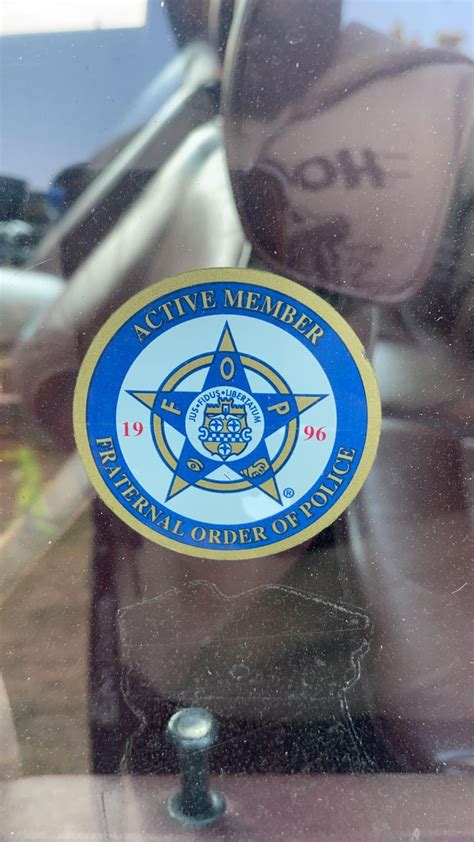 ACTIVE MEMBER
F O P
JUS•FIDUS•LIBERTATUM
19 96
®
FRATERNAL ORDER OF POLICE